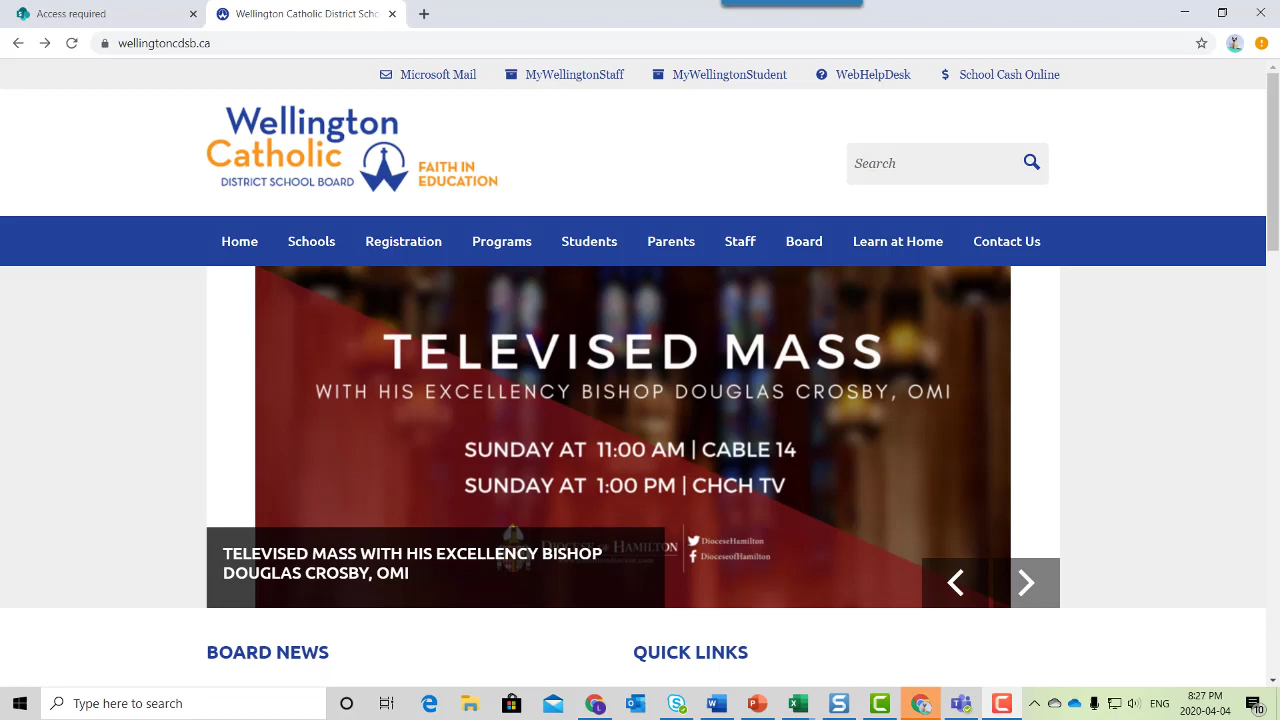 Wellington Catholic District Sch
wellingtoncdsb.ca
Microsoft Mail
MyWellingtonStaff
MyWellingtonStudent
WebHelpDesk
School Cash Online
Wellington
Catholic
DISTRICT SCHOOL BOARD
FAITH IN
EDUCATION
Search
Home Schools Registration Programs Students Parents Staff Board Learn at Home Contact Us
TELEVISED MASS
WITH HIS EXCELLENCY BISHOP DOUGLAS CROSBY, OMI
SUNDAY AT 11:00 AM | CABLE 14
SUNDAY AT 1:00 PM | CHCH TV
DIOCESE OF HAMILTON
DioceseHamilton
DioceseofHamilton
TELEVISED MASS WITH HIS EXCELLENCY BISHOP
DOUGLAS CROSBY, OMI
BOARD NEWS
QUICK LINKS
Type here to search
ENG
8:27 PM
2020-04-04